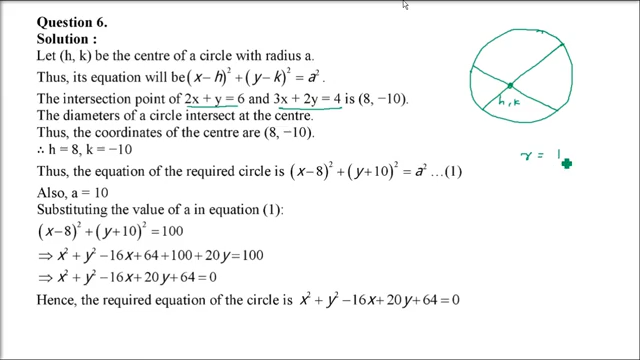 Question 6.
Solution :
Let (h, k) be the centre of a circle with radius a.
Thus, its equation will be (x−h)² + (y−k)² = a².
The intersection point of 2x + y = 6 and 3x + 2y = 4 is (8, −10).
The diameters of a circle intersect at the centre.
Thus, the coordinates of the centre are (8, −10).
∴ h = 8, k = −10
Thus, the equation of the required circle is (x−8)² + (y+10)² = a² ...(1)
Also, a = 10
Substituting the value of a in equation (1):
(x−8)² + (y+10)² = 100
⇒ x² + y² −16x+64+100+20y=100
⇒ x² + y² −16x+20y+64=0
Hence, the required equation of the circle is x² + y² −16x+20y+64=0
h, k
r = 1